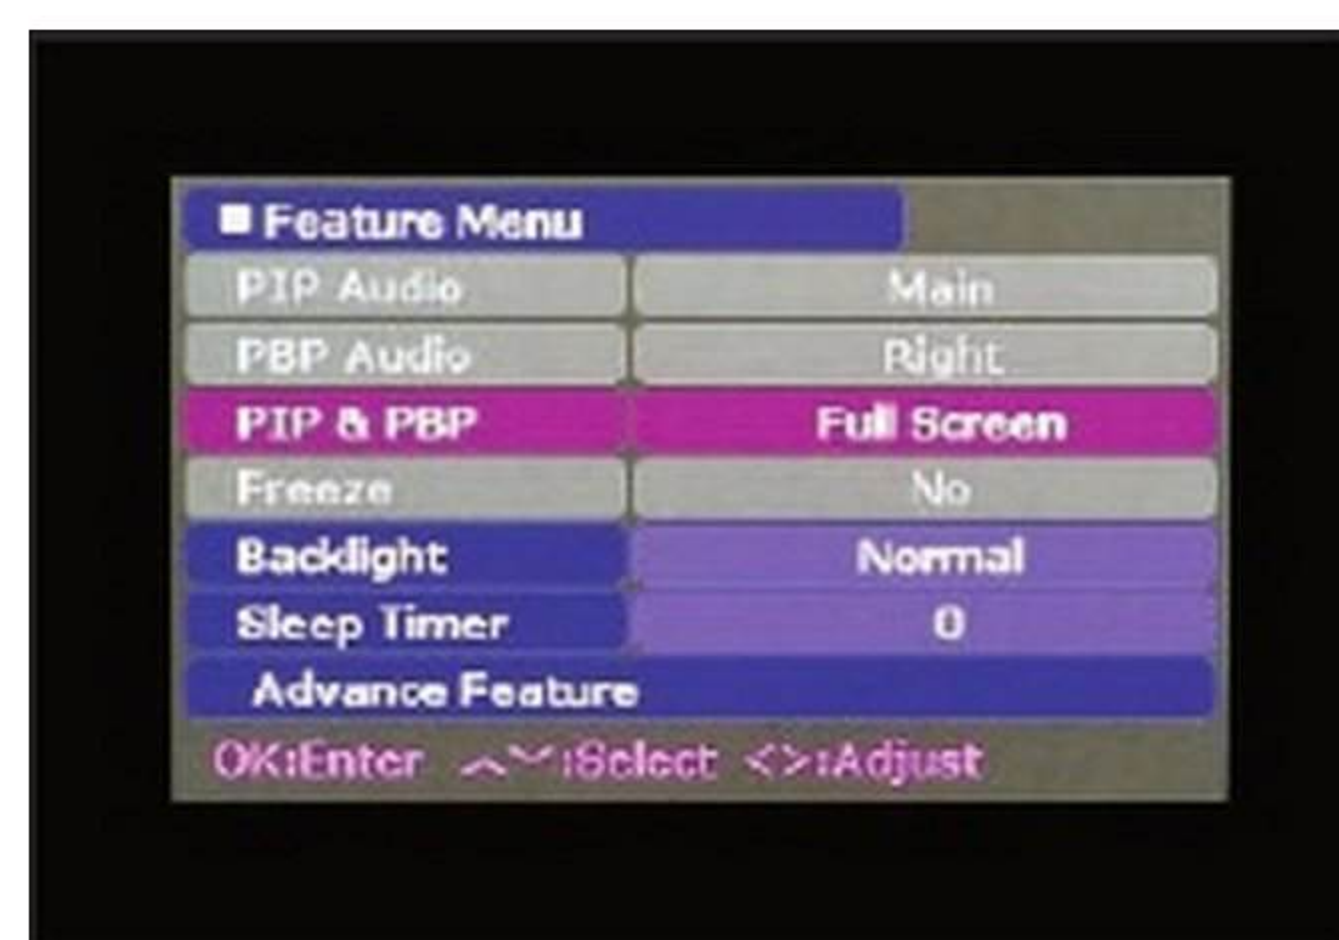 Feature Menu
PIP Audio Main
PBP Audio Right
PIP & PBP Full Screen
Freeze No
Backlight Normal
Sleep Timer 0
Advance Feature
OK:Enter ︿﹀:Select <>:Adjust